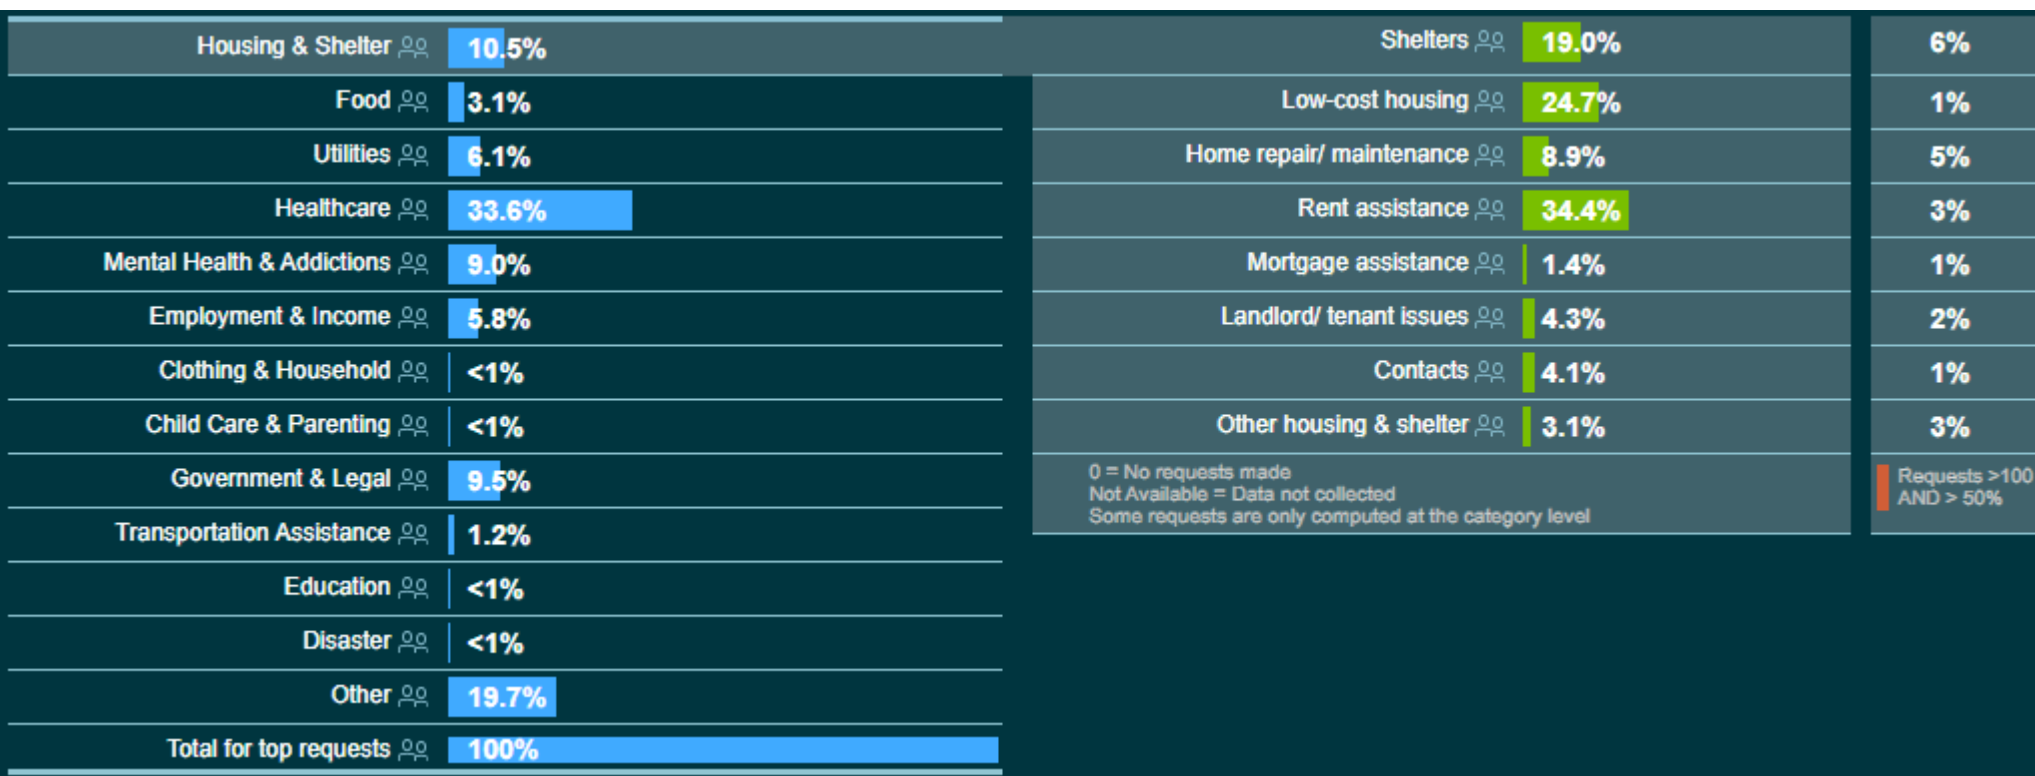 Housing & Shelter 10.5%
Food 3.1%
Utilities 6.1%
Healthcare 33.6%
Mental Health & Addictions 9.0%
Employment & Income 5.8%
Clothing & Household <1%
Child Care & Parenting <1%
Government & Legal 9.5%
Transportation Assistance 1.2%
Education <1%
Disaster <1%
Other 19.7%
Total for top requests 100%
Shelters 19.0% 6%
Low-cost housing 24.7% 1%
Home repair/ maintenance 8.9% 5%
Rent assistance 34.4% 3%
Mortgage assistance 1.4% 1%
Landlord/ tenant issues 4.3% 2%
Contacts 4.1% 1%
Other housing & shelter 3.1% 3%
0 = No requests made
Not Available = Data not collected
Some requests are only computed at the category level
Requests >100
AND > 50%